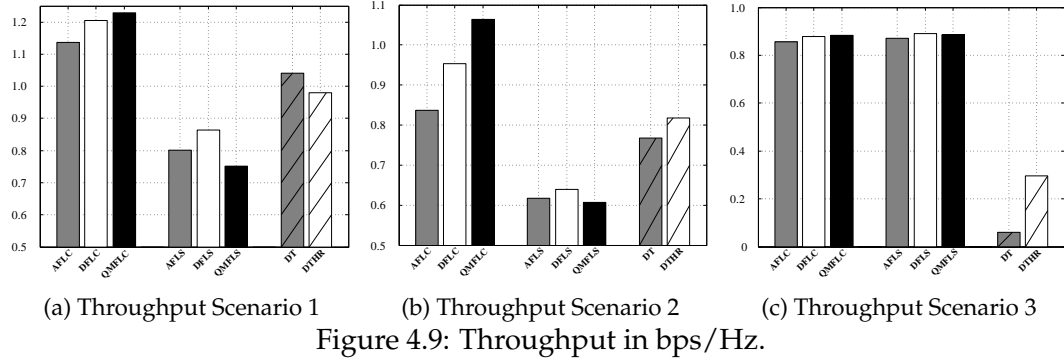 1.2
1.1
1.0
0.9
0.8
0.7
0.6
0.5
AFLC
DFLC
QMFLC
AFLS
DFLS
QMFLS
DT
DTHR
(a) Throughput Scenario 1
1.1
1.0
0.9
0.8
0.7
0.6
0.5
AFLC
DFLC
QMFLC
AFLS
DFLS
QMFLS
DT
DTHR
(b) Throughput Scenario 2
1.0
0.8
0.6
0.4
0.2
0
AFLC
DFLC
QMFLC
AFLS
DFLS
QMFLS
DT
DTHR
(c) Throughput Scenario 3
Figure 4.9: Throughput in bps/Hz.